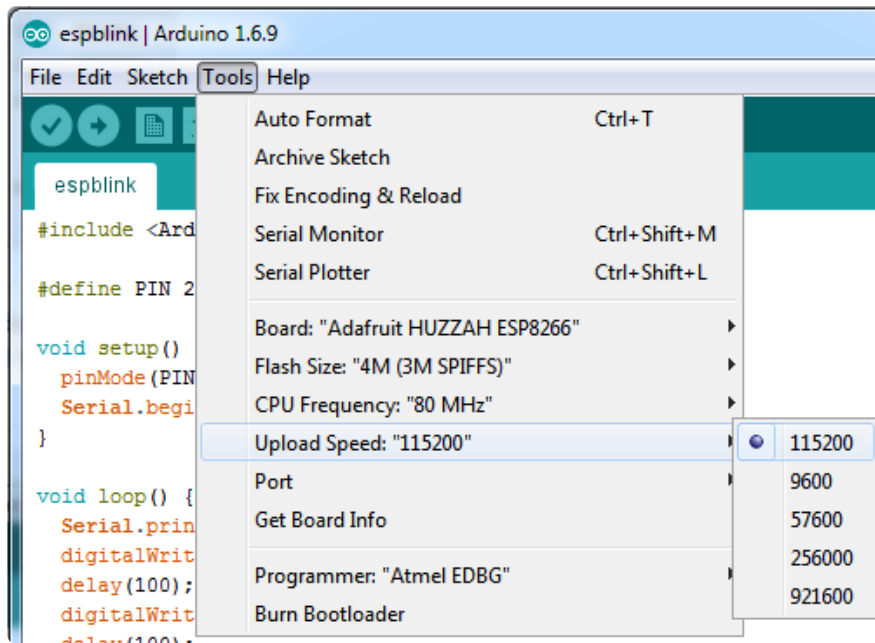 espblink | Arduino 1.6.9
File Edit Sketch Tools Help
Auto Format Ctrl+T
Archive Sketch
Fix Encoding & Reload
Serial Monitor Ctrl+Shift+M
Serial Plotter Ctrl+Shift+L
Board: "Adafruit HUZZAH ESP8266"
Flash Size: "4M (3M SPIFFS)"
CPU Frequency: "80 MHz"
Upload Speed: "115200"
Port
Get Board Info
Programmer: "Atmel EDBG"
Burn Bootloader
115200
9600
57600
256000
921600
espblink
#include <Ard
#define PIN 2
void setup()
pinMode(PIN
Serial.begi
}
void loop() {
Serial.prin
digitalWrit
delay(100);
digitalWrit
delay(100);